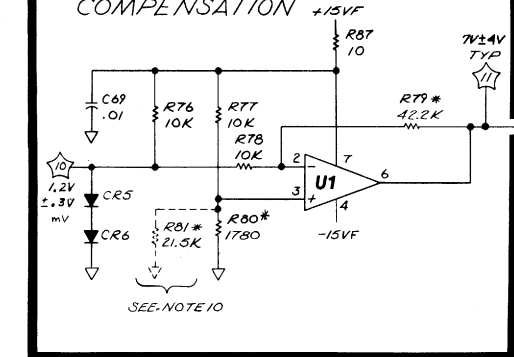 COMPENSATION
+15VF
R87
10
7V±4V
TYP
11
C69
.01
R76
10K
R77
10K
R79*
42.2K
R78
10K
10
1.2V
±.3V
mV
2
7
U1
6
3
4
-15VF
CR5
CR6
R81*
21.5K
R80*
1780
SEE NOTE 10